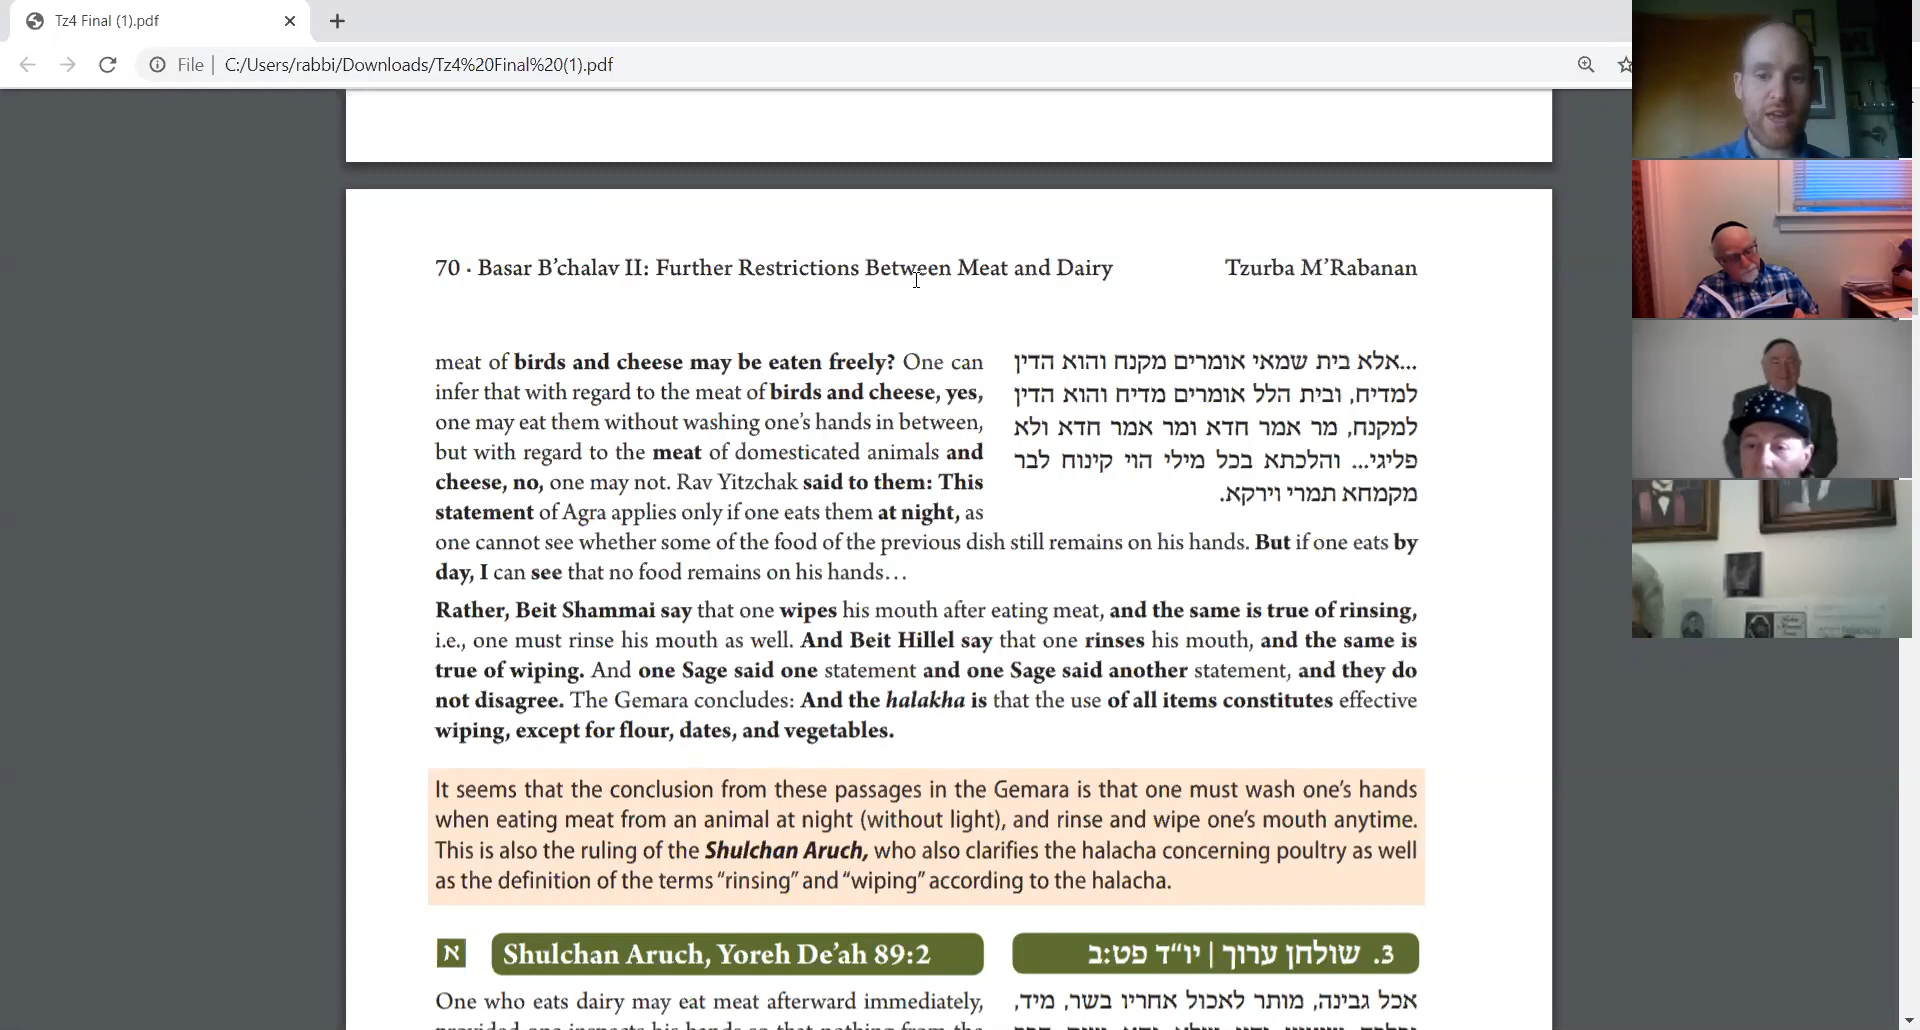 Tz4 Final (1).pdf
File
C:/Users/rabbi/Downloads/Tz4%20Final%20(1).pdf
70 · Basar B’chalav II: Further Restrictions Between Meat and Dairy
Tzurba M’Rabanan
meat of birds and cheese may be eaten freely? One can
infer that with regard to the meat of birds and cheese, yes,
one may eat them without washing one’s hands in between,
but with regard to the meat of domesticated animals and
cheese, no, one may not. Rav Yitzchak said to them: This
statement of Agra applies only if one eats them at night, as
...אלא בית שמאי אומרים מקנח והוא הדין
למדיח, ובית הלל אומרים מדיח והוא הדין
למקנח, מר אמר חדא ומר אמר חדא ולא
פליגי... והלכתא בכל מילי הוי קינוח לבר
מקמחא תמרי וירקא.
one cannot see whether some of the food of the previous dish still remains on his hands. But if one eats by
day, I can see that no food remains on his hands…
Rather, Beit Shammai say that one wipes his mouth after eating meat, and the same is true of rinsing,
i.e., one must rinse his mouth as well. And Beit Hillel say that one rinses his mouth, and the same is
true of wiping. And one Sage said one statement and one Sage said another statement, and they do
not disagree. The Gemara concludes: And the halakha is that the use of all items constitutes effective
wiping, except for flour, dates, and vegetables.
It seems that the conclusion from these passages in the Gemara is that one must wash one’s hands
when eating meat from an animal at night (without light), and rinse and wipe one’s mouth anytime.
This is also the ruling of the Shulchan Aruch, who also clarifies the halacha concerning poultry as well
as the definition of the terms “rinsing” and “wiping” according to the halacha.
א
Shulchan Aruch, Yoreh De’ah 89:2
3. שולחן ערוך | יו“ד פט:ב
One who eats dairy may eat meat afterward immediately,
אכל גבינה, מותר לאכול אחריו בשר, מיד,